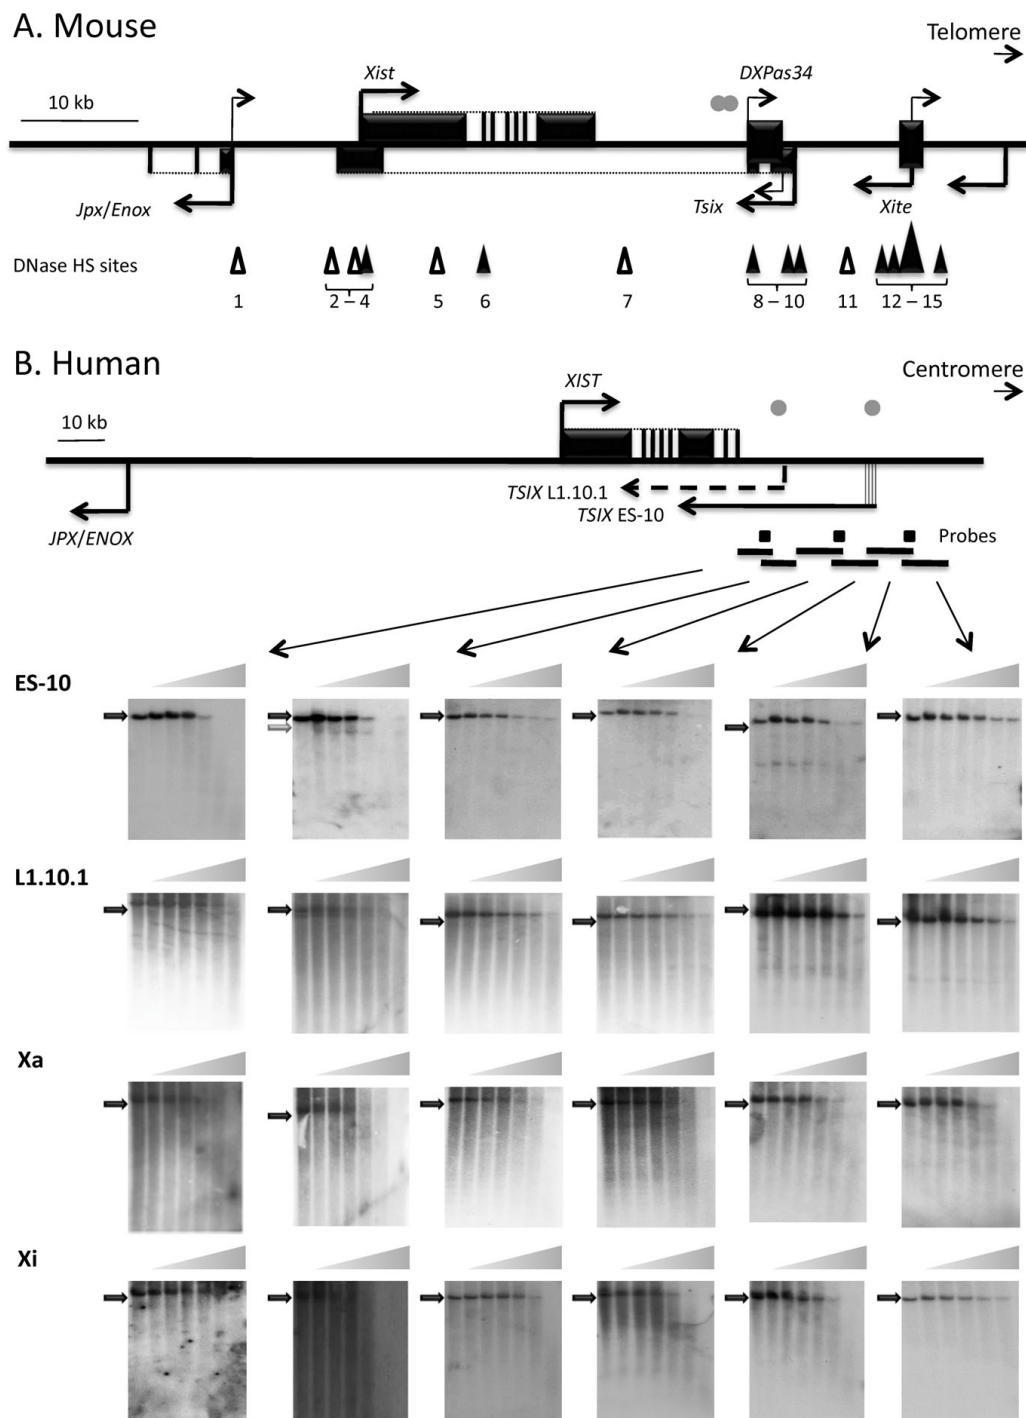 A. Mouse
Telomere
Xist
DXPas34
10 kb
Jpx/Enox
Tsix
Xite
DNase HS sites
1
2 – 4
5
6
7
8 – 10
11
12 – 15
B. Human
Centromere
XIST
10 kb
TSIX L1.10.1
TSIX ES-10
JPX/ENOX
Probes
ES-10
L1.10.1
Xa
Xi